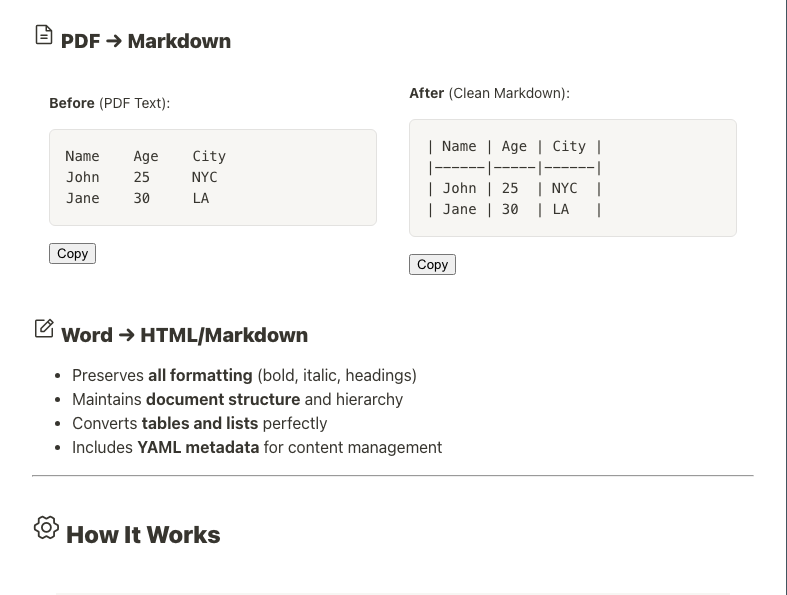 PDF → Markdown
Before (PDF Text):
Name    Age    City
John    25     NYC
Jane    30     LA
Copy
After (Clean Markdown):
| Name | Age | City |
|------|-----|------|
| John | 25  | NYC  |
| Jane | 30  | LA   |
Copy
Word → HTML/Markdown
• Preserves all formatting (bold, italic, headings)
• Maintains document structure and hierarchy
• Converts tables and lists perfectly
• Includes YAML metadata for content management
How It Works